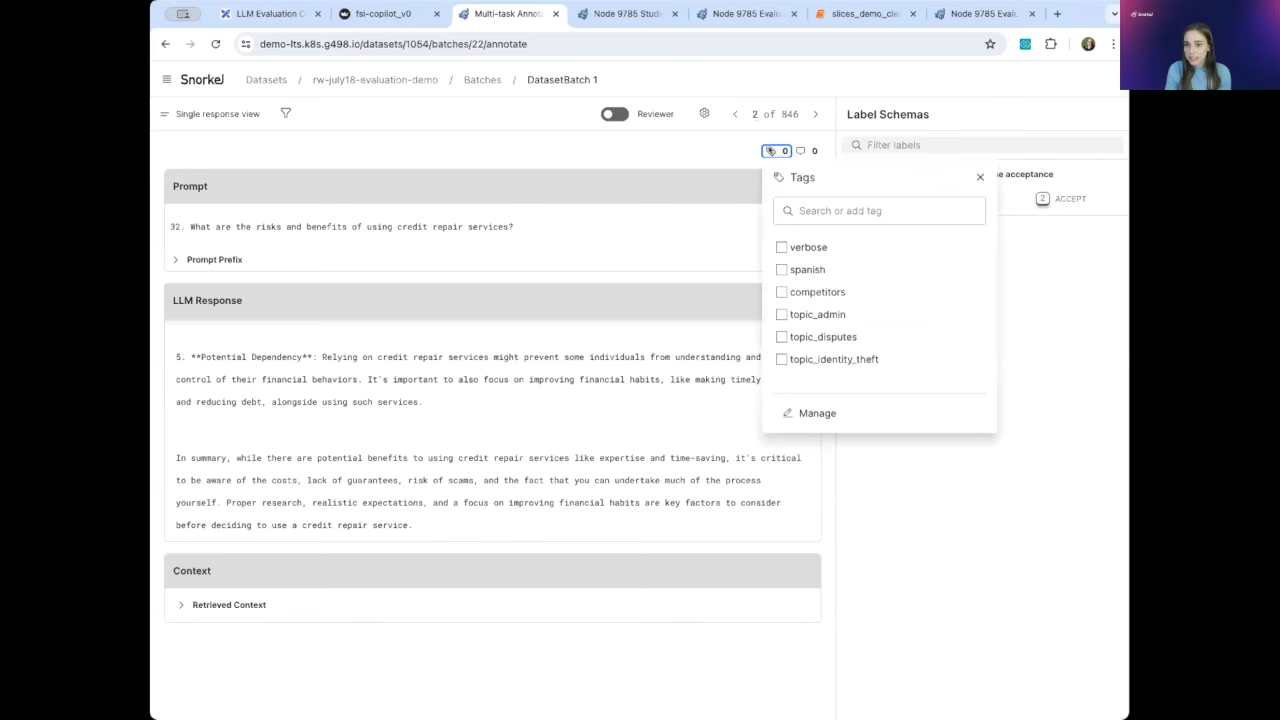 LLM Evaluation O
fsi-copilot_v0
Multi-task Annota
Node 9785 Stud
Node 9785 Evalu
slices_demo_clea
Node 9785 Evalu
demo-lts.k8s.g498.io/datasets/1054/batches/22/annotate
Snorkel
Datasets / rw-july18-evaluation-demo / Batches / DatasetBatch 1
Single response view
Reviewer
2 of 846
Label Schemas
Filter labels
0
0
Tags
Search or add tag
verbose
spanish
competitors
topic_admin
topic_disputes
topic_identity_theft
Manage
e acceptance
2 ACCEPT
Prompt
32. What are the risks and benefits of using credit repair services?
Prompt Prefix
LLM Response
5. **Potential Dependency**: Relying on credit repair services might prevent some individuals from understanding and
control of their financial behaviors. It's important to also focus on improving financial habits, like making timely
and reducing debt, alongside using such services.
In summary, while there are potential benefits to using credit repair services like expertise and time-saving, it's critical
to be aware of the costs, lack of guarantees, risk of scams, and the fact that you can undertake much of the process
yourself. Proper research, realistic expectations, and a focus on improving financial habits are key factors to consider
before deciding to use a credit repair service.
Context
Retrieved Context
Snorkel